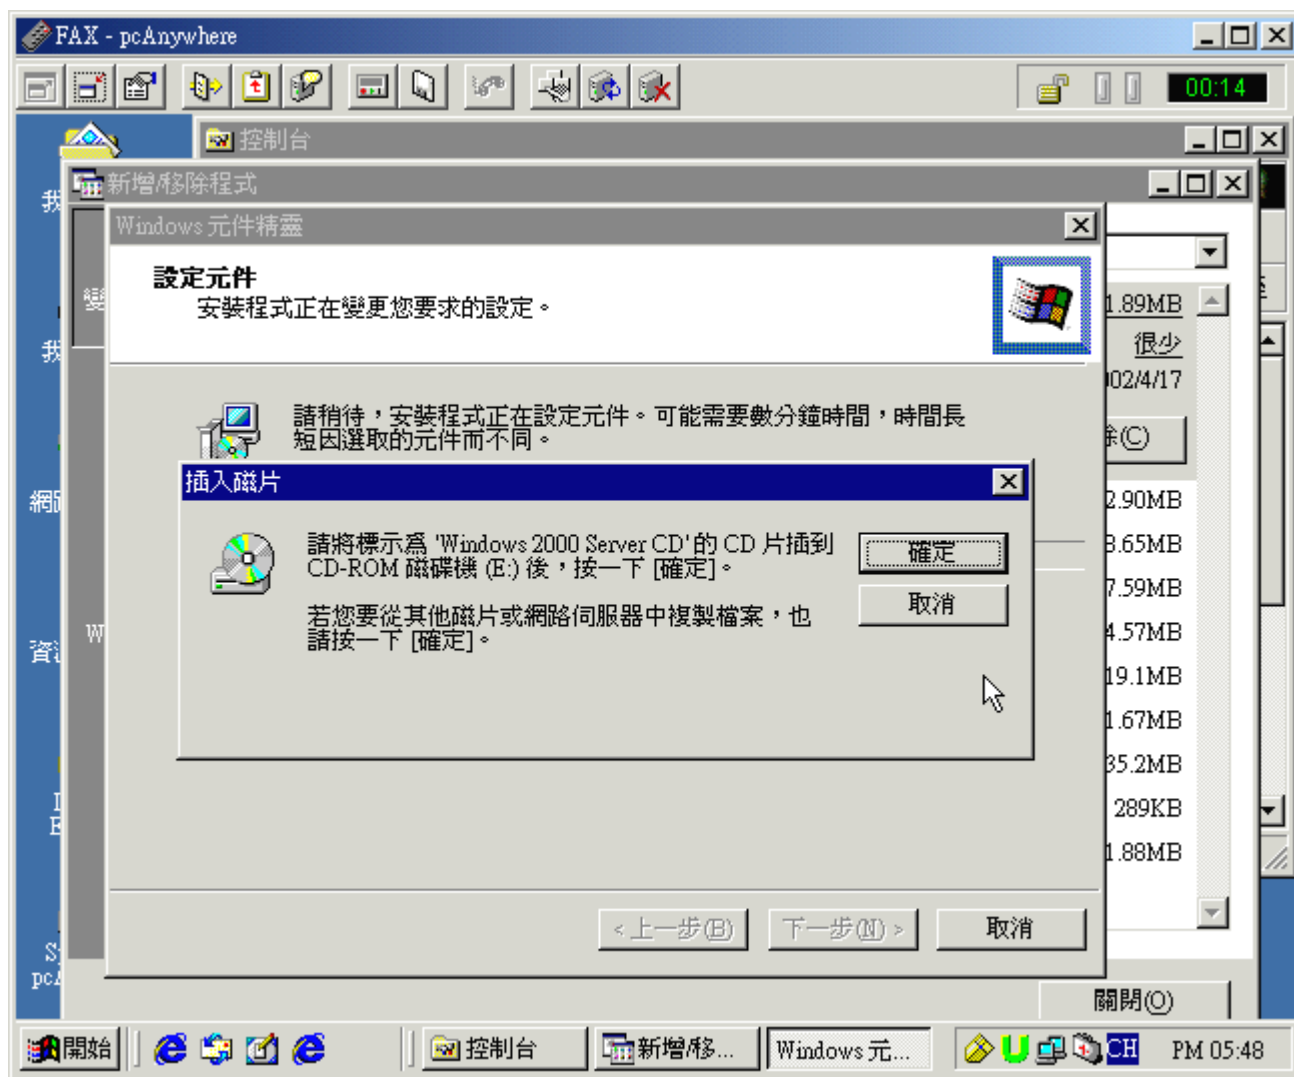 FAX - pcAnywhere
00:14
控制台
新增/移除程式
Windows 元件精靈
設定元件
安裝程式正在變更您要求的設定。
請稍待，安裝程式正在設定元件。可能需要數分鐘時間，時間長
短因選取的元件而不同。
插入磁片
請將標示為 'Windows 2000 Server CD' 的 CD 片插到
CD-ROM 磁碟機 (E:) 後，按一下 [確定]。
若您要從其他磁片或網路伺服器中複製檔案，也
請按一下 [確定]。
確定
取消
<上一步(B)
下一步(N) >
取消
我
變
我
網
資
W
1.89MB
很少
002/4/17
(C)
2.90MB
3.65MB
7.59MB
4.57MB
19.1MB
1.67MB
35.2MB
289KB
1.88MB
關閉(O)
開始
控制台
新增/移...
Windows 元...
CH
PM 05:48